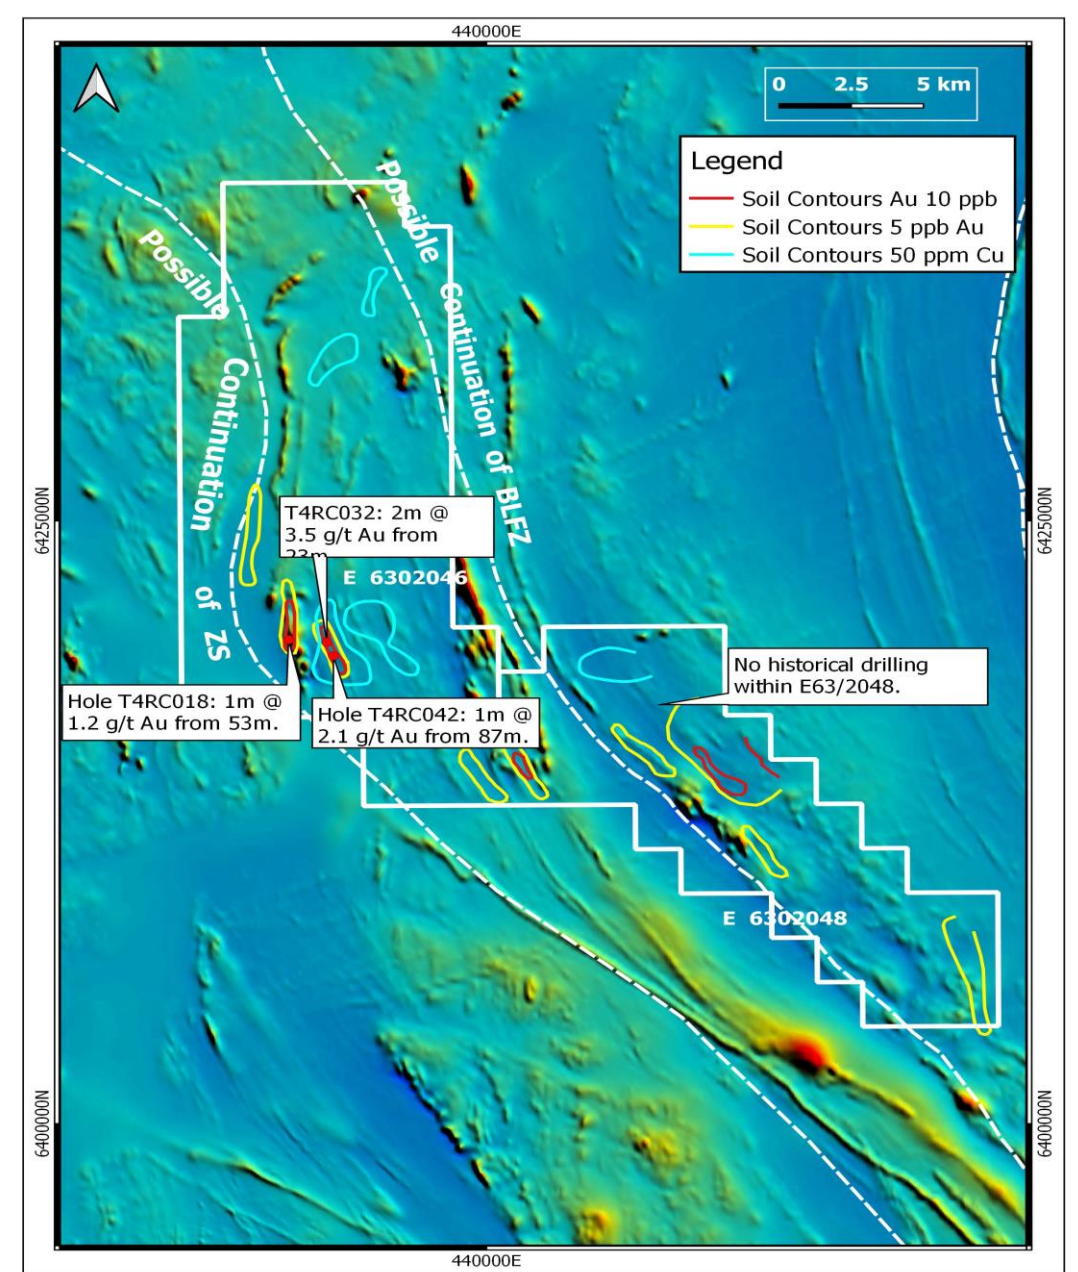 440000E
0 2.5 5 km
Legend
Soil Contours Au 10 ppb
Soil Contours 5 ppb Au
Soil Contours 50 ppm Cu
Possible
Continuation of BLFZ
Possible
Continuation of ZS
6425000N
6425000N
T4RC032: 2m @
3.5 g/t Au from
23m
E 6302046
No historical drilling
within E63/2048.
Hole T4RC018: 1m @
1.2 g/t Au from 53m.
Hole T4RC042: 1m @
2.1 g/t Au from 87m.
E 6302048
6400000N
6400000N
440000E